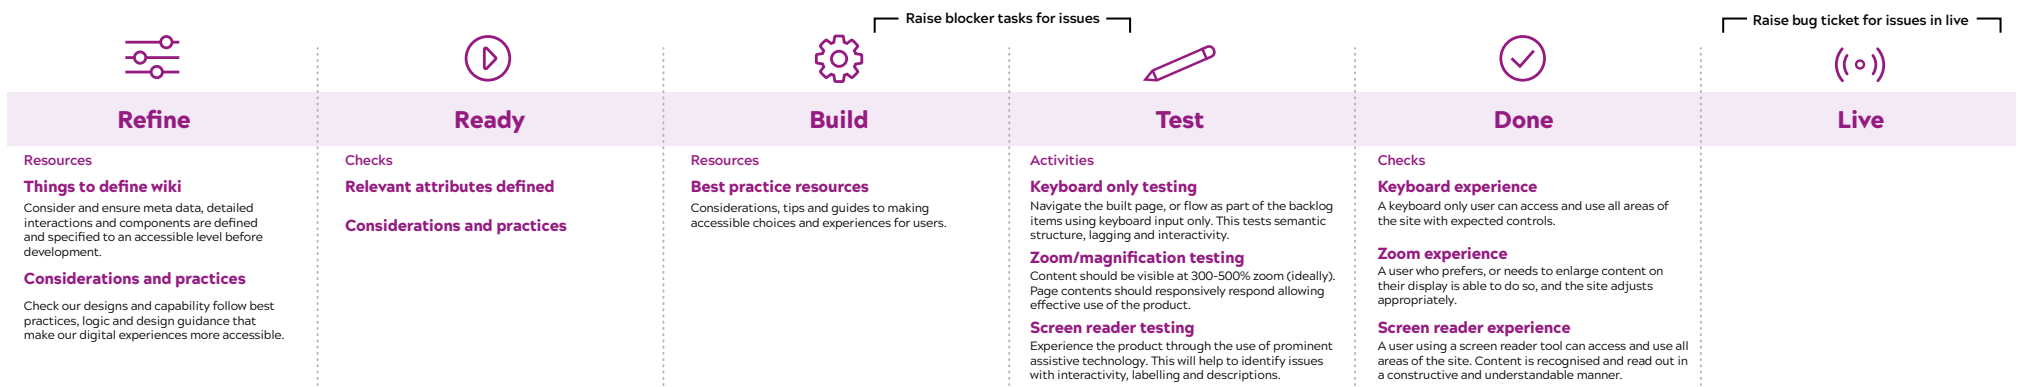 Raise blocker tasks for issues
Raise bug ticket for issues in live
Refine
Ready
Build
Test
Done
Live
Resources
Things to define wiki
Consider and ensure meta data, detailed
interactions and components are defined
and specified to an accessible level before
development.
Considerations and practices
Check our designs and capability follow best
practices, logic and design guidance that
make our digital experiences more accessible.
Checks
Relevant attributes defined
Considerations and practices
Resources
Best practice resources
Considerations, tips and guides to making
accessible choices and experiences for users.
Activities
Keyboard only testing
Navigate the built page, or flow as part of the backlog
items using keyboard input only. This tests semantic
structure, lagging and interactivity.
Zoom/magnification testing
Content should be visible at 300-500% zoom (ideally).
Page contents should responsively respond allowing
effective use of the product.
Screen reader testing
Experience the product through the use of prominent
assistive technology. This will help to identify issues
with interactivity, labelling and descriptions.
Checks
Keyboard experience
A keyboard only user can access and use all areas of
the site with expected controls.
Zoom experience
A user who prefers, or needs to enlarge content on
their display is able to do so, and the site adjusts
appropriately.
Screen reader experience
A user using a screen reader tool can access and use all
areas of the site. Content is recognised and read out in
a constructive and understandable manner.